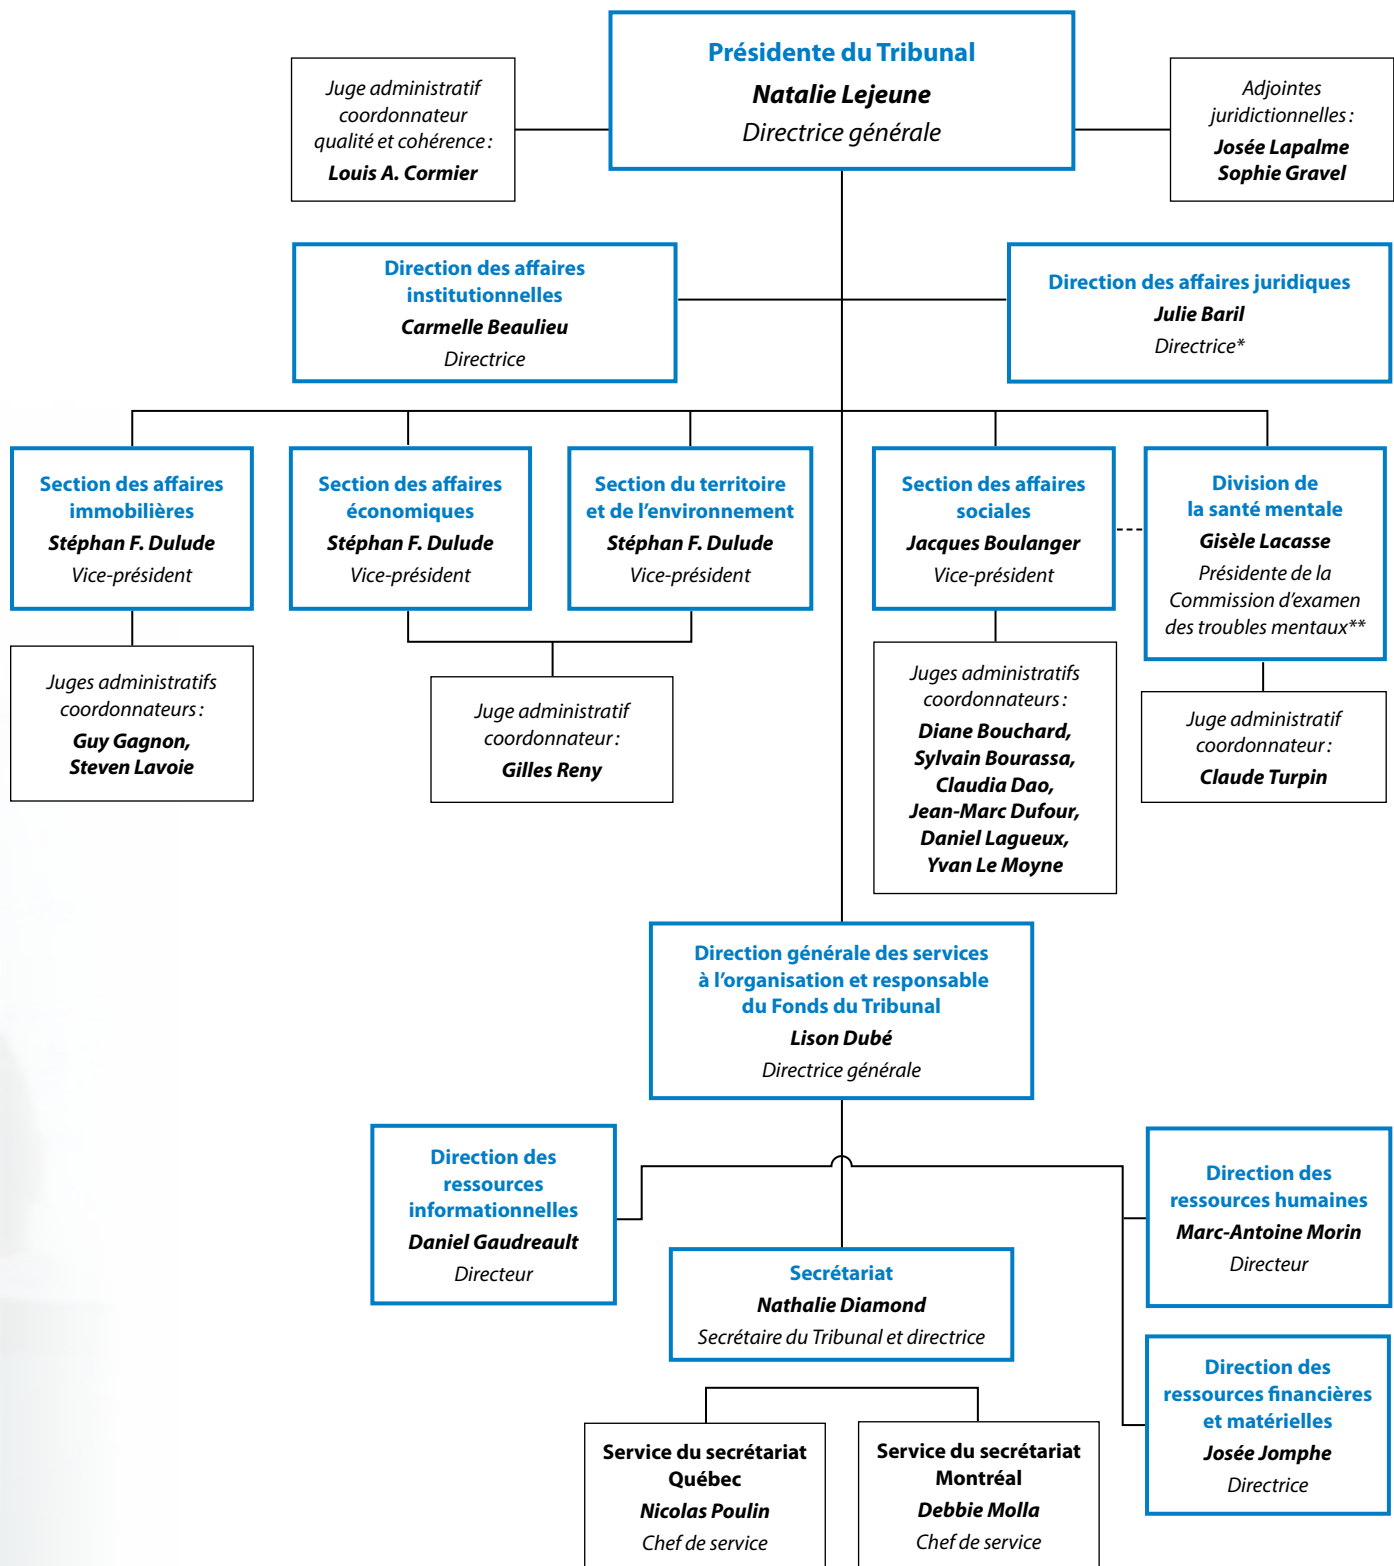 Présidente du Tribunal
Natalie Lejeune
Directrice générale
Juge administratif
coordonnateur
qualité et cohérence :
Louis A. Cormier
Adjointes
juridictionnelles :
Josée Lapalme
Sophie Gravel
Direction des affaires
institutionnelles
Carmelle Beaulieu
Directrice
Direction des affaires juridiques
Julie Baril
Directrice*
Section des affaires
immobilières
Stéphan F. Dulude
Vice-président
Section des affaires
économiques
Stéphan F. Dulude
Vice-président
Section du territoire
et de l’environnement
Stéphan F. Dulude
Vice-président
Section des affaires
sociales
Jacques Boulanger
Vice-président
Division de
la santé mentale
Gisèle Lacasse
Présidente de la
Commission d’examen
des troubles mentaux**
Juges administratifs
coordonnateurs :
Guy Gagnon,
Steven Lavoie
Juge administratif
coordonnateur :
Gilles Reny
Juges administratifs
coordonnateurs :
Diane Bouchard,
Sylvain Bourassa,
Claudia Dao,
Jean-Marc Dufour,
Daniel Lagueux,
Yvan Le Moyne
Juge administratif
coordonnateur :
Claude Turpin
Direction générale des services
à l’organisation et responsable
du Fonds du Tribunal
Lison Dubé
Directrice générale
Direction des
ressources
informationnelles
Daniel Gaudreault
Directeur
Direction des
ressources humaines
Marc-Antoine Morin
Directeur
Secrétariat
Nathalie Diamond
Secrétaire du Tribunal et directrice
Direction des
ressources financières
et matérielles
Josée Jomphe
Directrice
Service du secrétariat
Québec
Nicolas Poulin
Chef de service
Service du secrétariat
Montréal
Debbie Molla
Chef de service